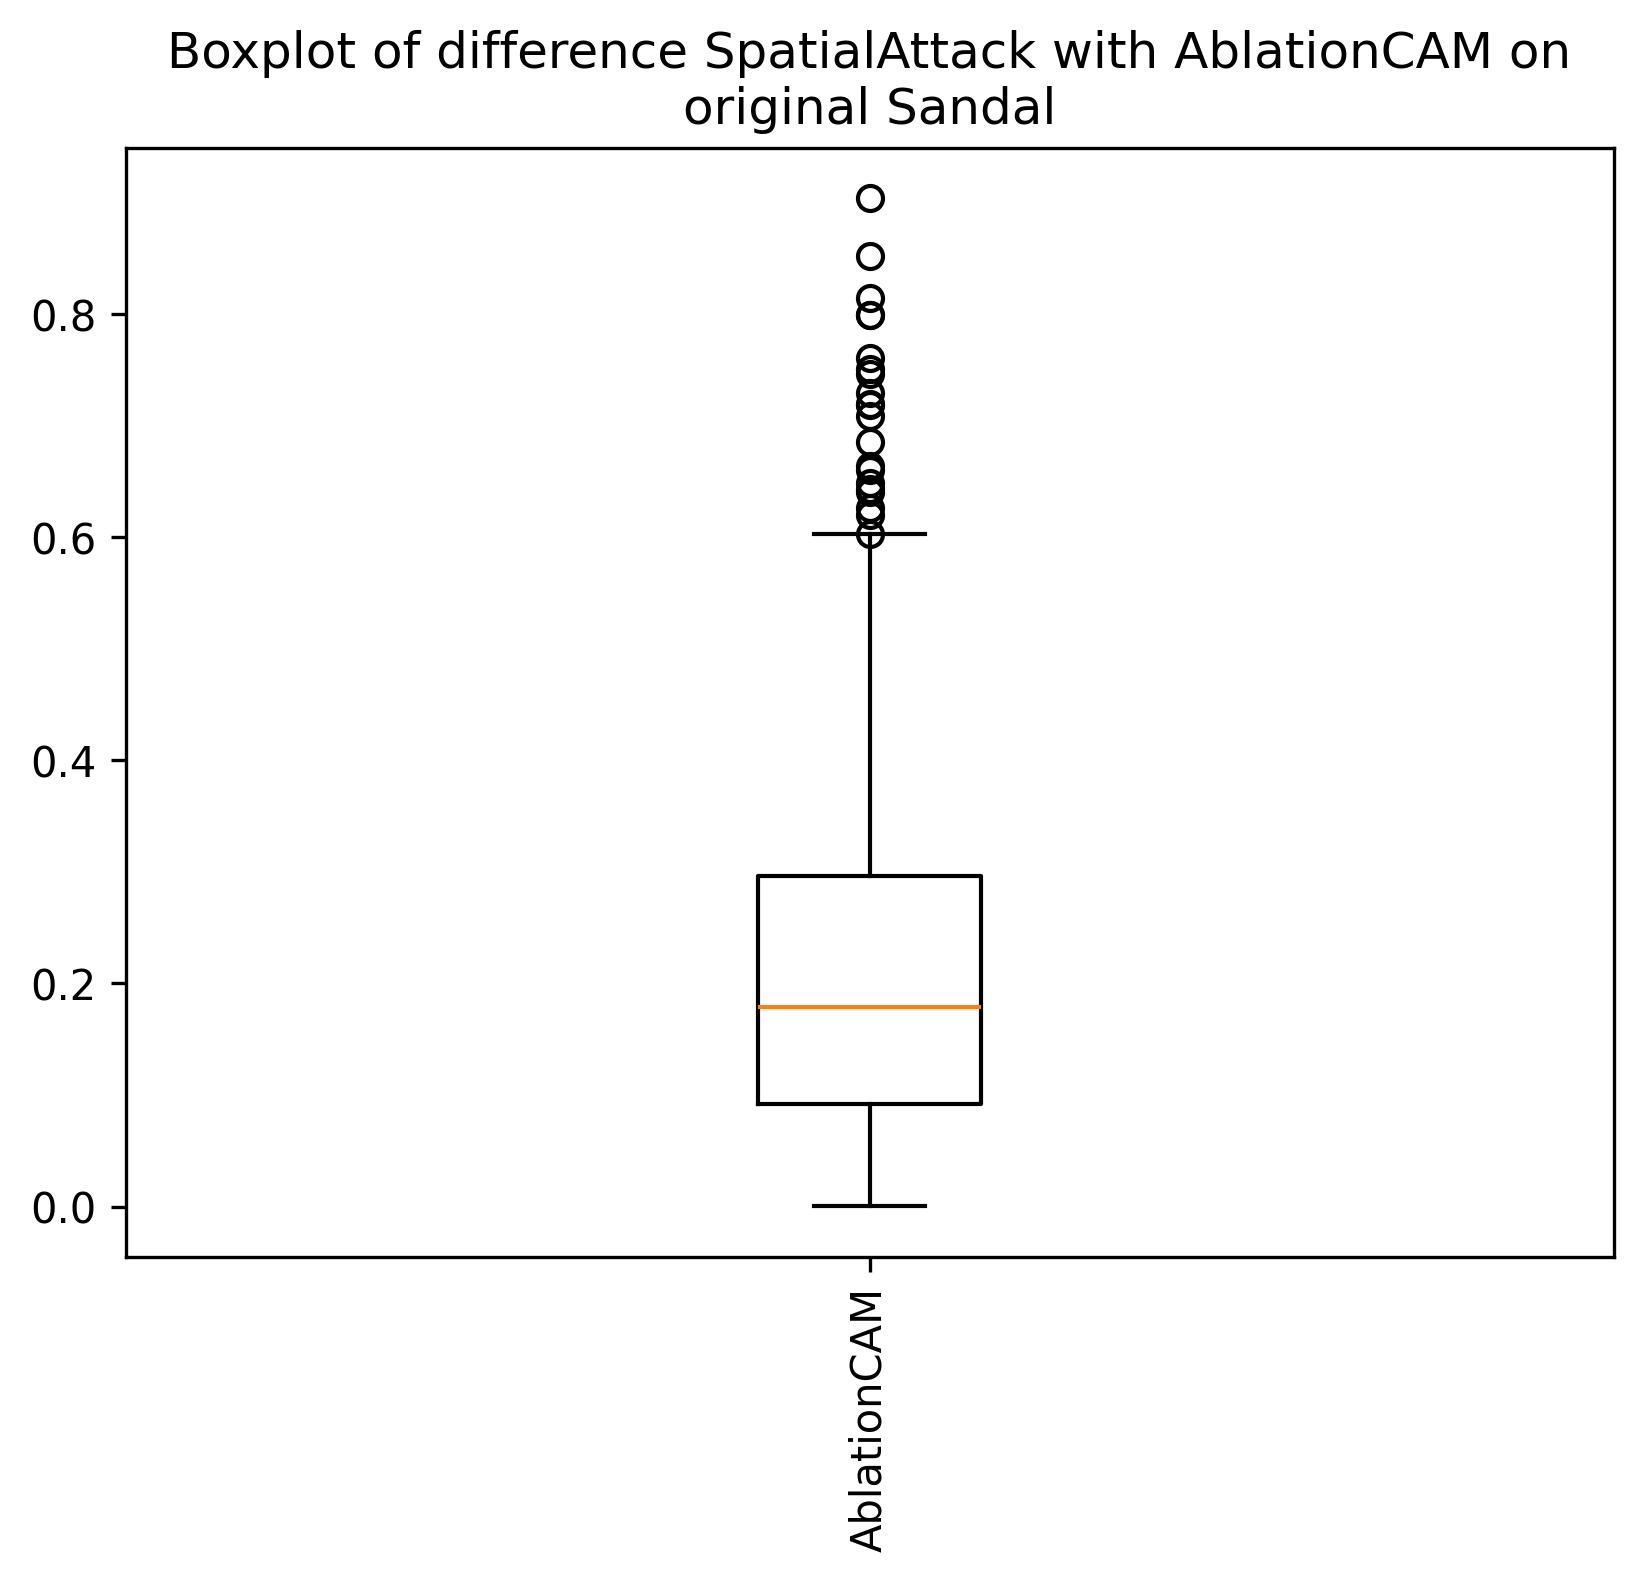 Boxplot of difference SpatialAttack with AblationCAM on
original Sandal
0.8
0.6
0.4
0.2
0.0
AblationCAM